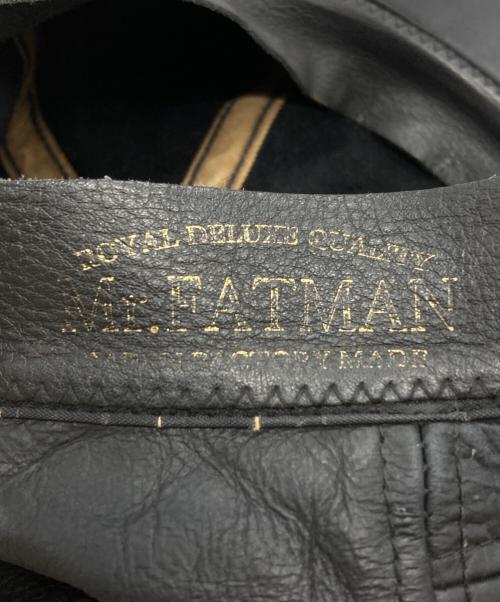 ROYAL DELUXE QUALITY
Mr.FATMAN
FACTORY MADE